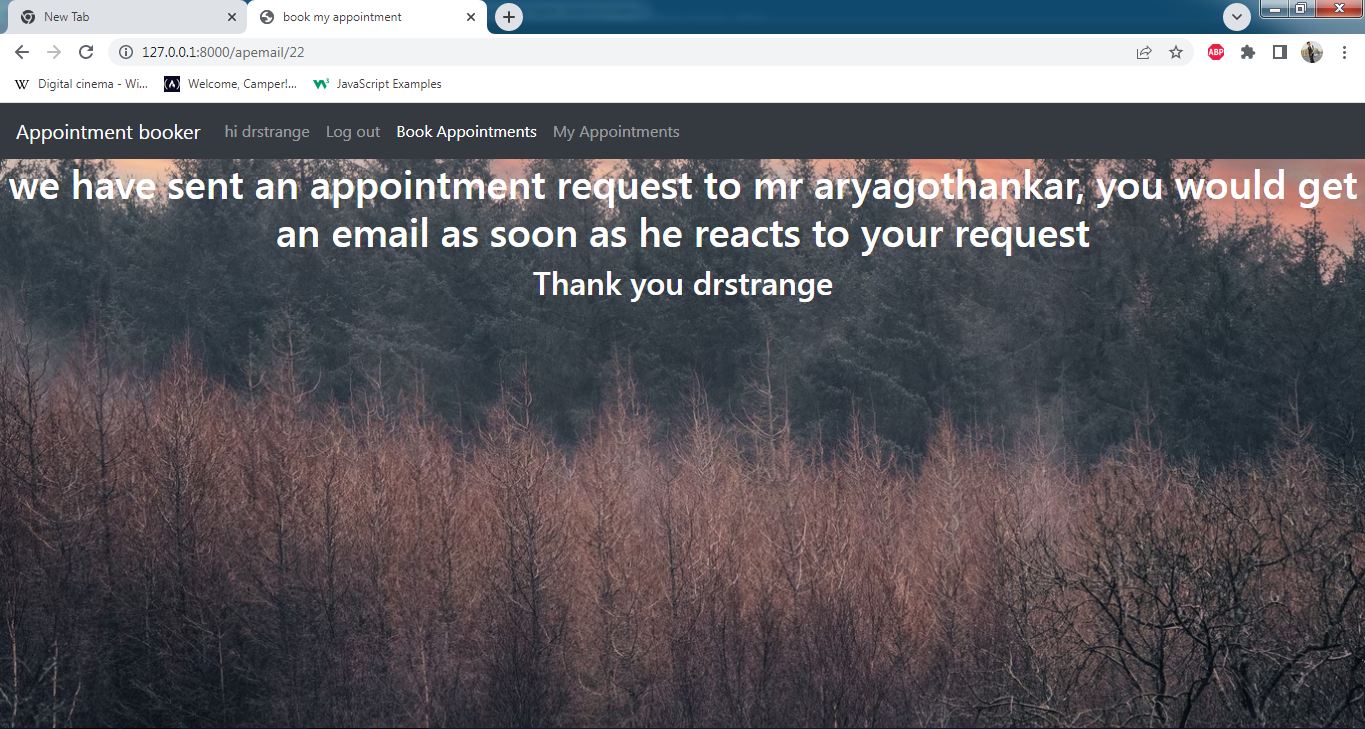 New Tab
book my appointment
127.0.0.1:8000/apemail/22
ABP
W Digital cinema - Wi...
(A) Welcome, Camper!...
JavaScript Examples
Appointment booker hi drstrange Log out Book Appointments My Appointments
we have sent an appointment request to mr aryagothankar, you would get
an email as soon as he reacts to your request
Thank you drstrange